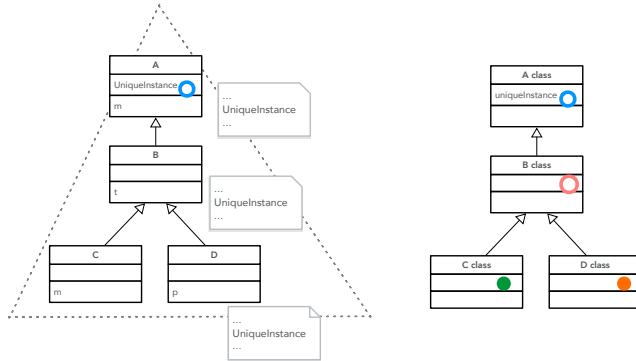 A
UniqueInstance
m
...
UniqueInstance
...
B
t
...
UniqueInstance
...
C
m
D
p
...
UniqueInstance
...
A class
uniqueInstance
B class
C class
D class